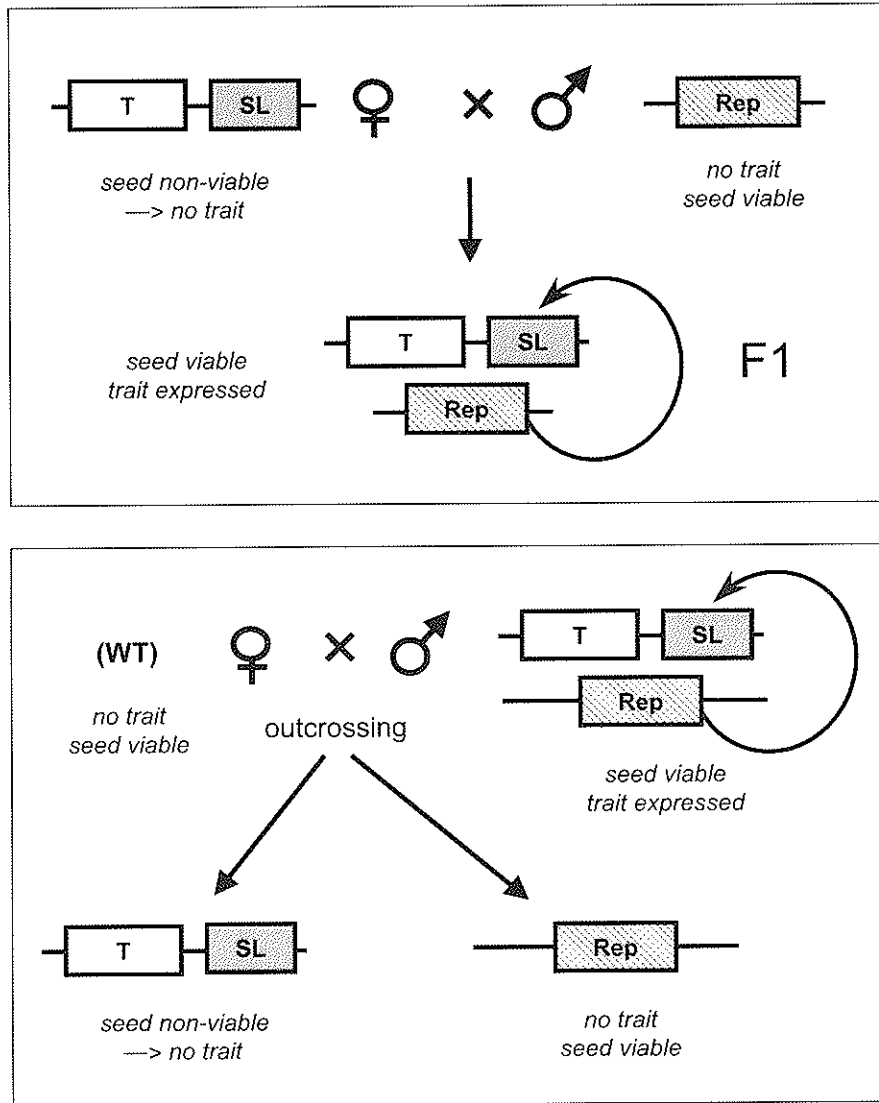 T SL × Rep
seed non-viable
—> no trait
no trait
seed viable
T SL
seed viable
trait expressed
F1
Rep
(WT) × T SL
Rep
no trait
seed viable
outcrossing
seed viable
trait expressed
T SL
Rep
seed non-viable
—> no trait
no trait
seed viable